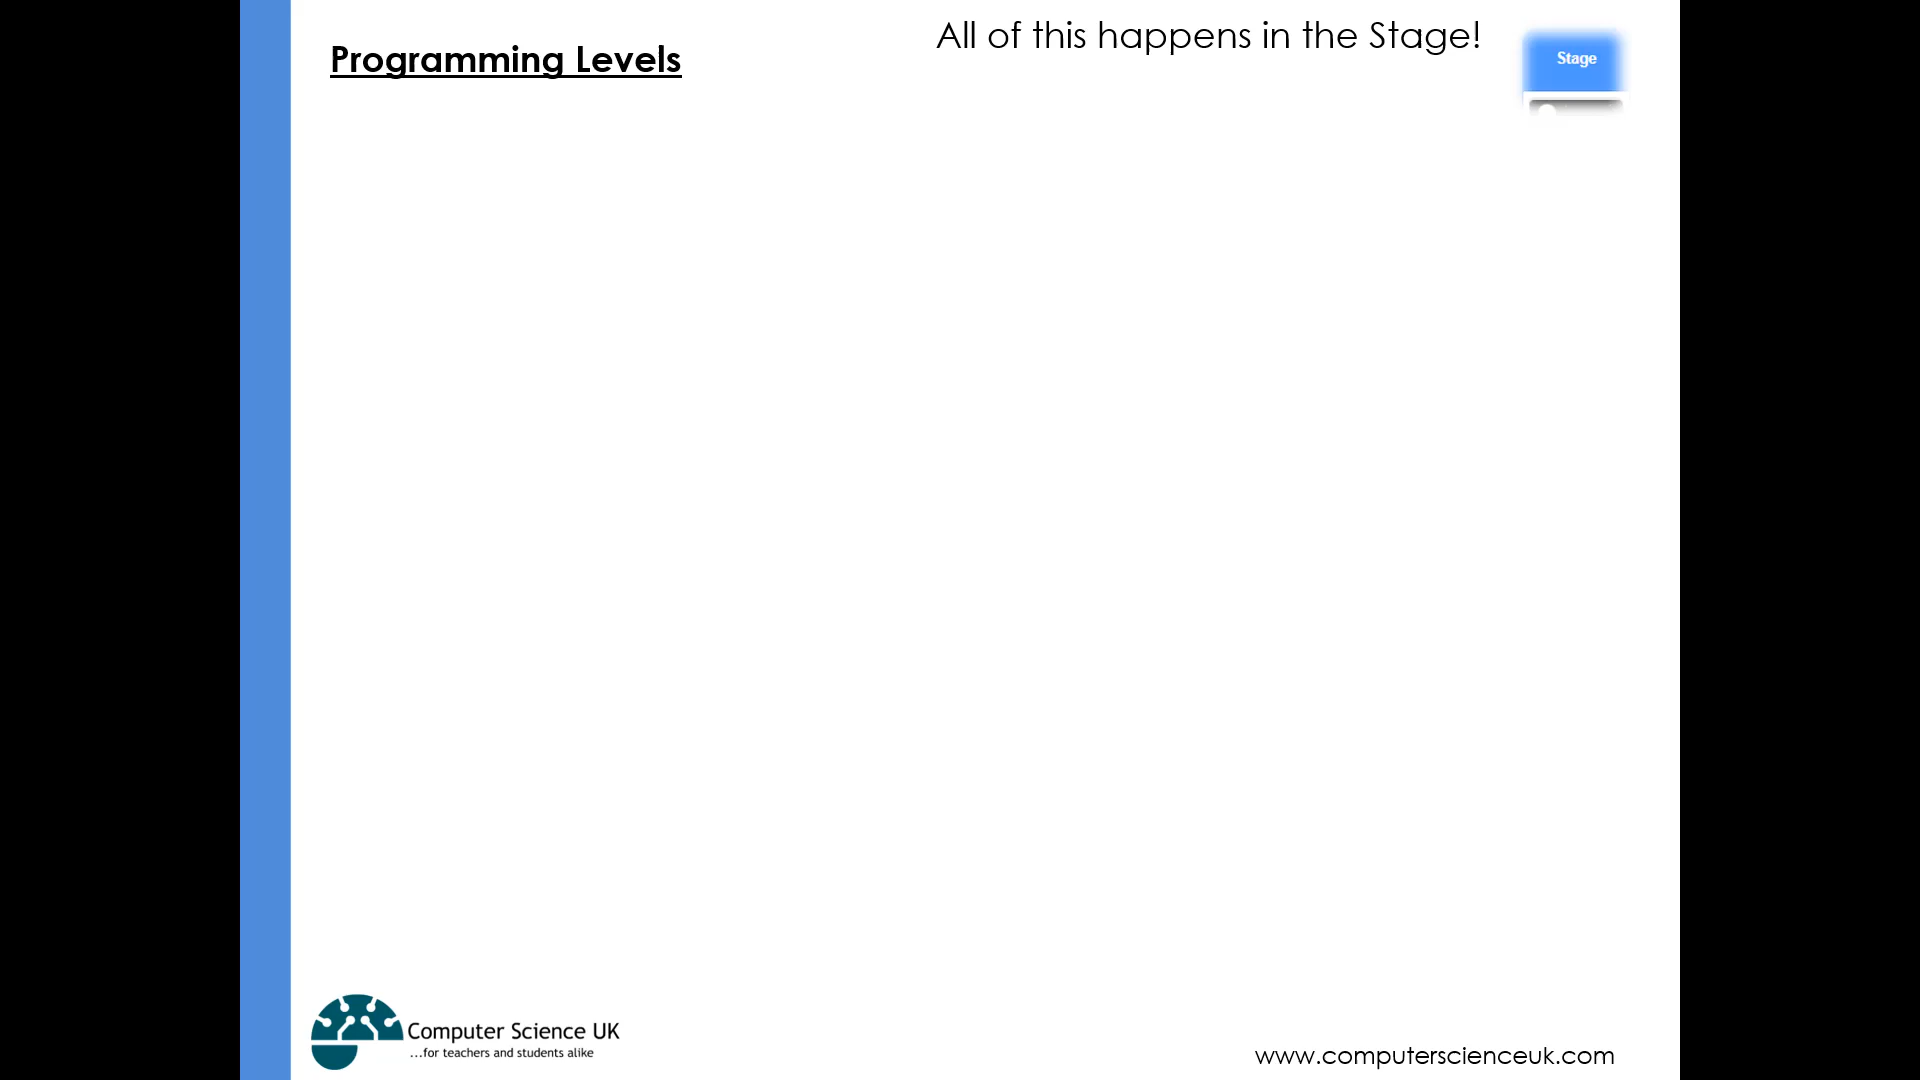 Programming Levels
All of this happens in the Stage!
Stage
Computer Science UK
...for teachers and students alike
www.computerscienceuk.com